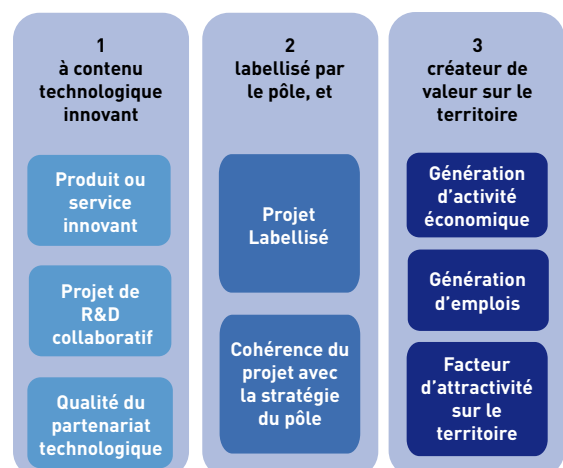 1
à contenu
technologique
innovant
Produit ou
service
innovant
Projet de
R&D
collaboratif
Qualité du
partenariat
technologique
2
labellisé par
le pôle, et
Projet
Labellisé
Cohérence du
projet avec
la stratégie
du pôle
3
créateur de
valeur sur le
territoire
Génération
d'activité
économique
Génération
d'emplois
Facteur
d'attractivité
sur le
territoire